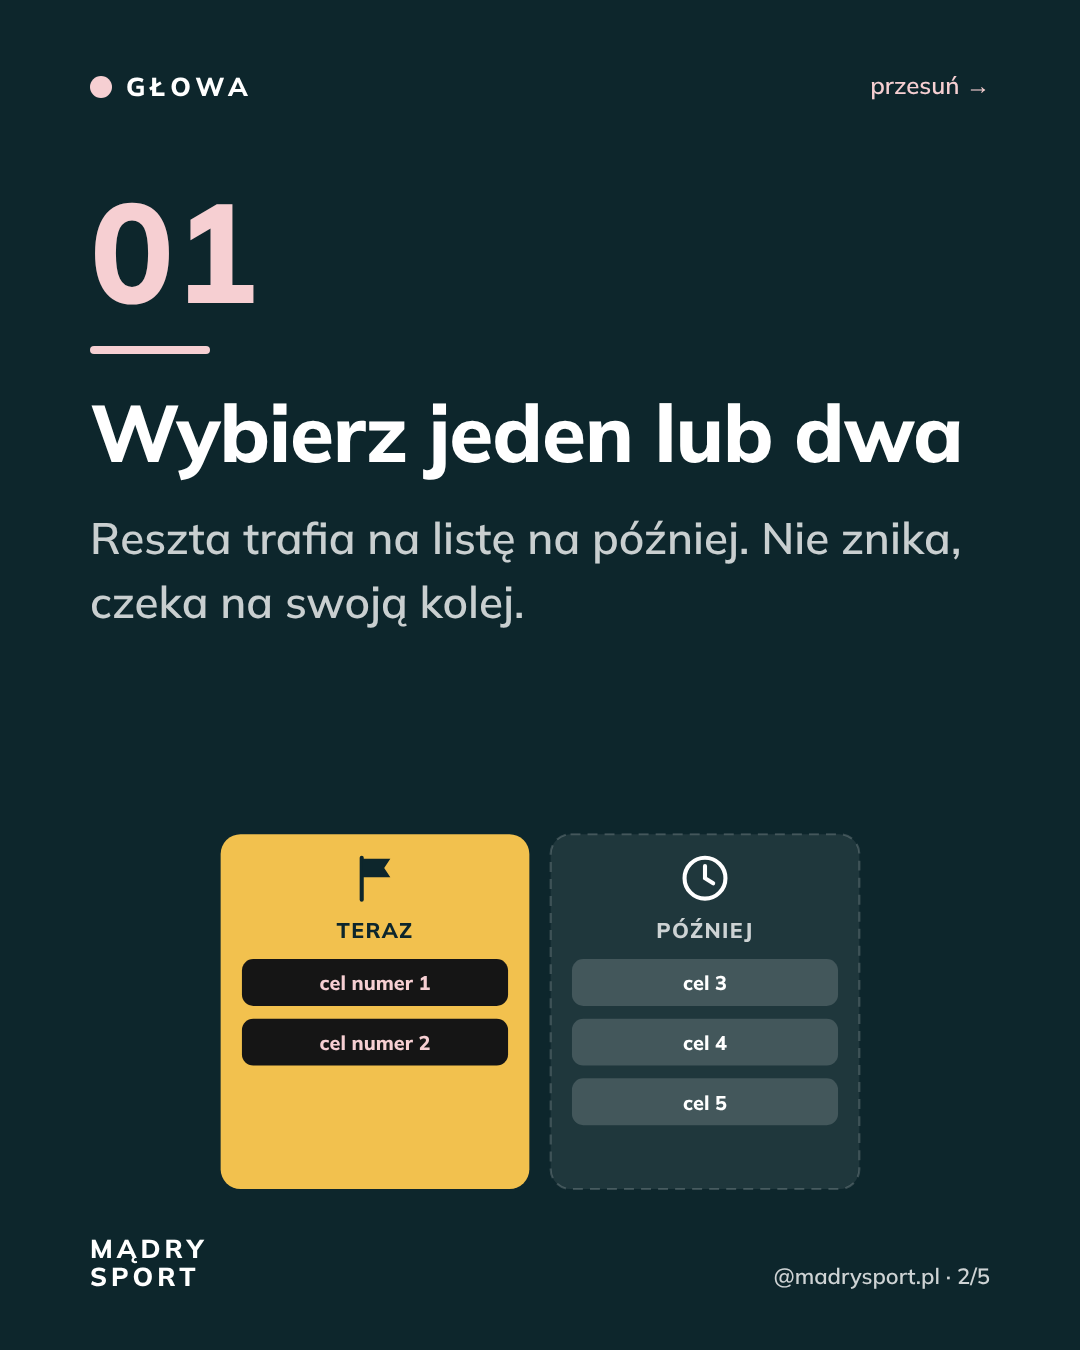 GŁOWA
przesuń →
01
Wybierz jeden lub dwa
Reszta trafia na listę na później. Nie znika,
czeka na swoją kolej.
TERAZ
cel numer 1
cel numer 2
PÓŹNIEJ
cel 3
cel 4
cel 5
MĄDRY
SPORT
@madrysport.pl · 2/5